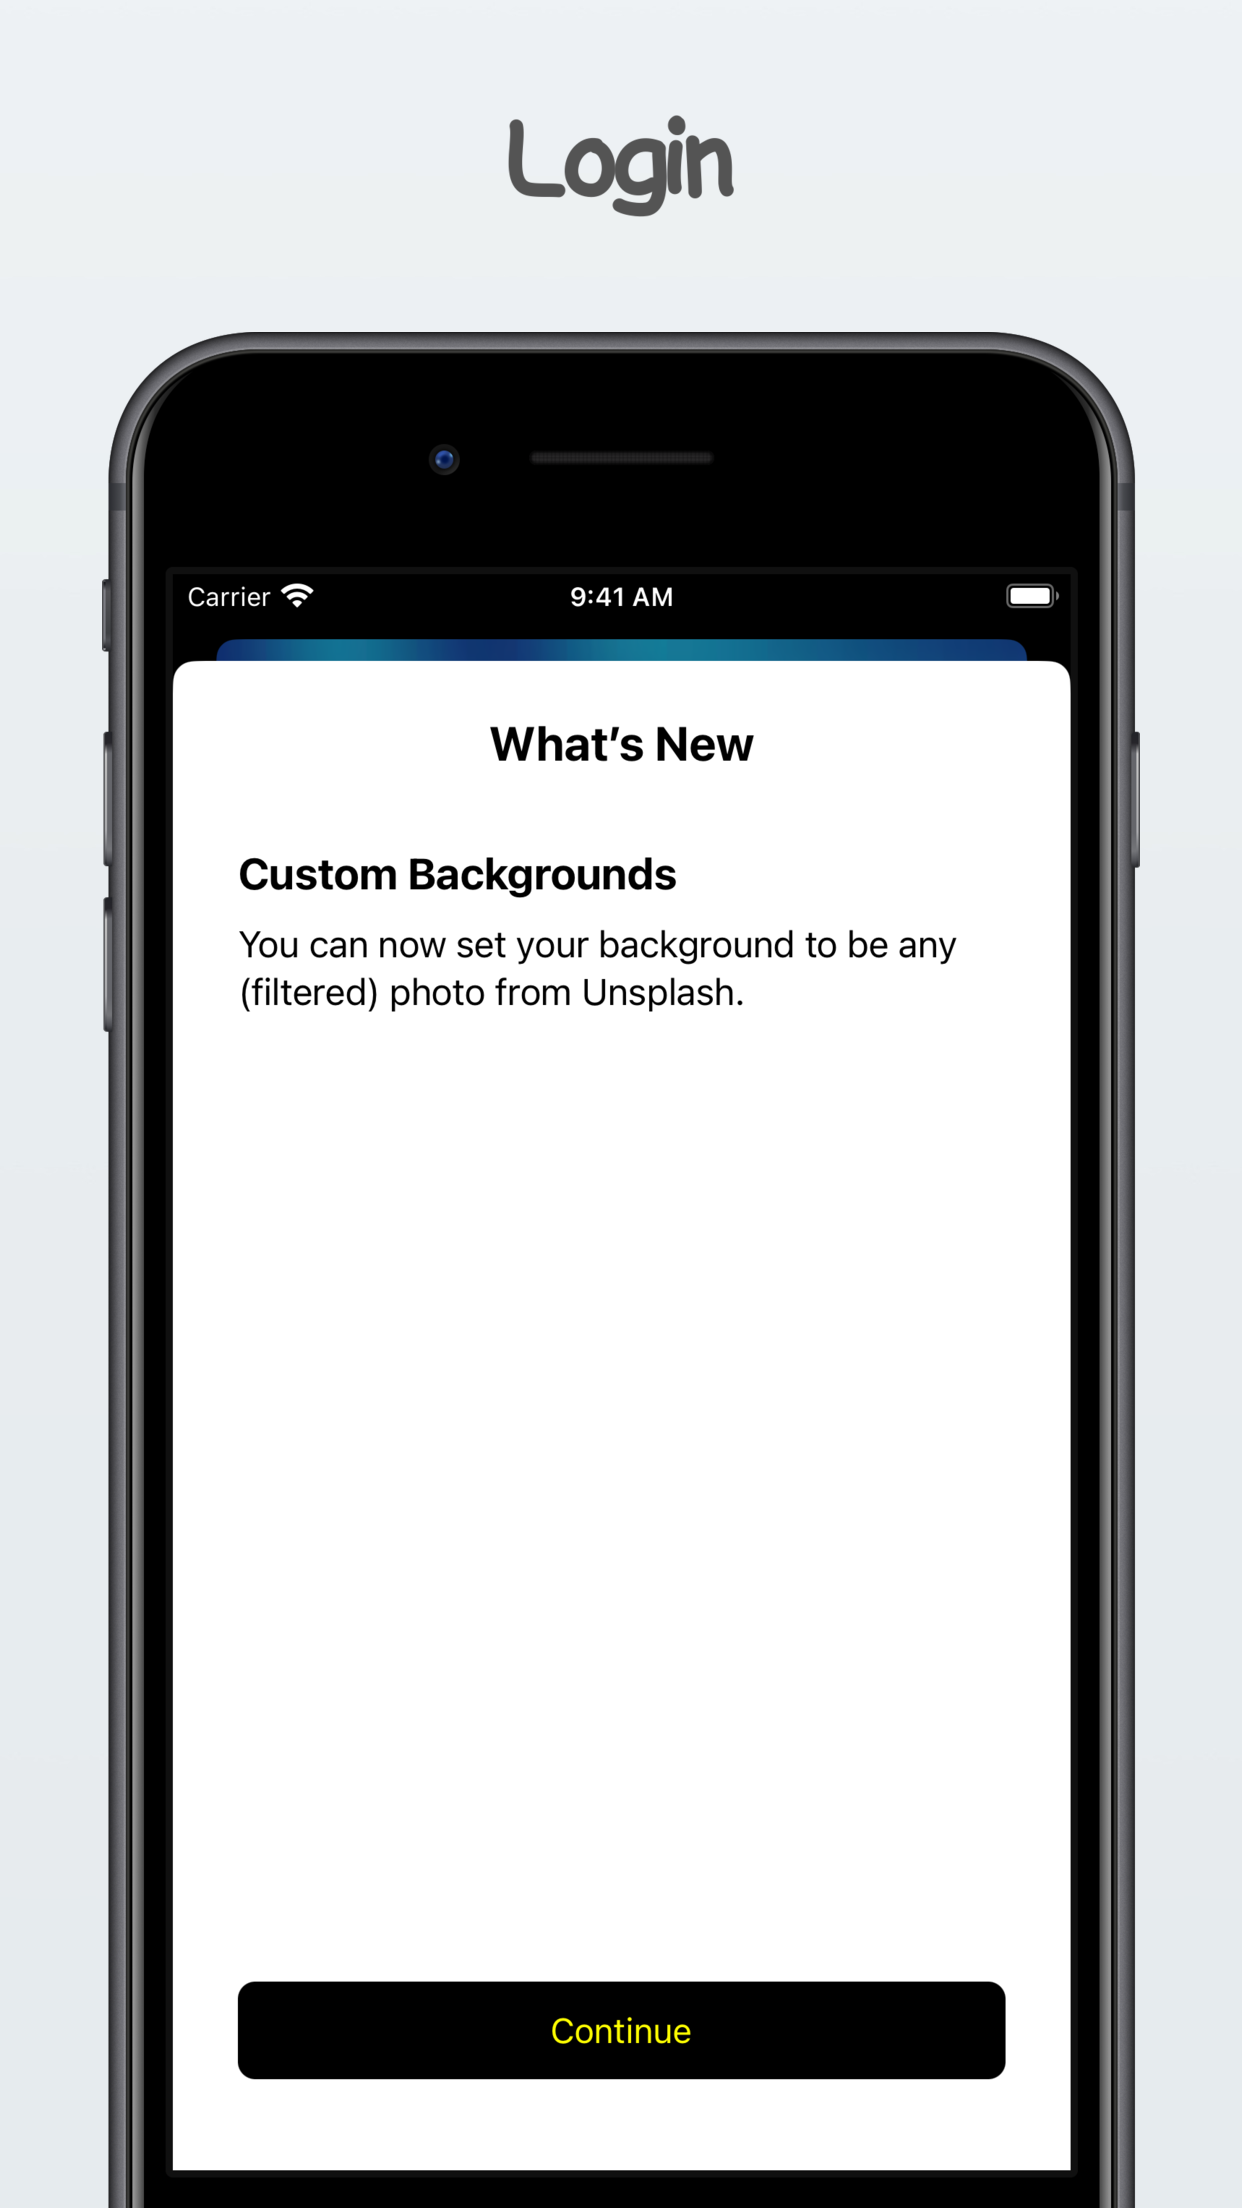 Login
Carrier 9:41 AM
What’s New
Custom Backgrounds
You can now set your background to be any
(filtered) photo from Unsplash.
Continue